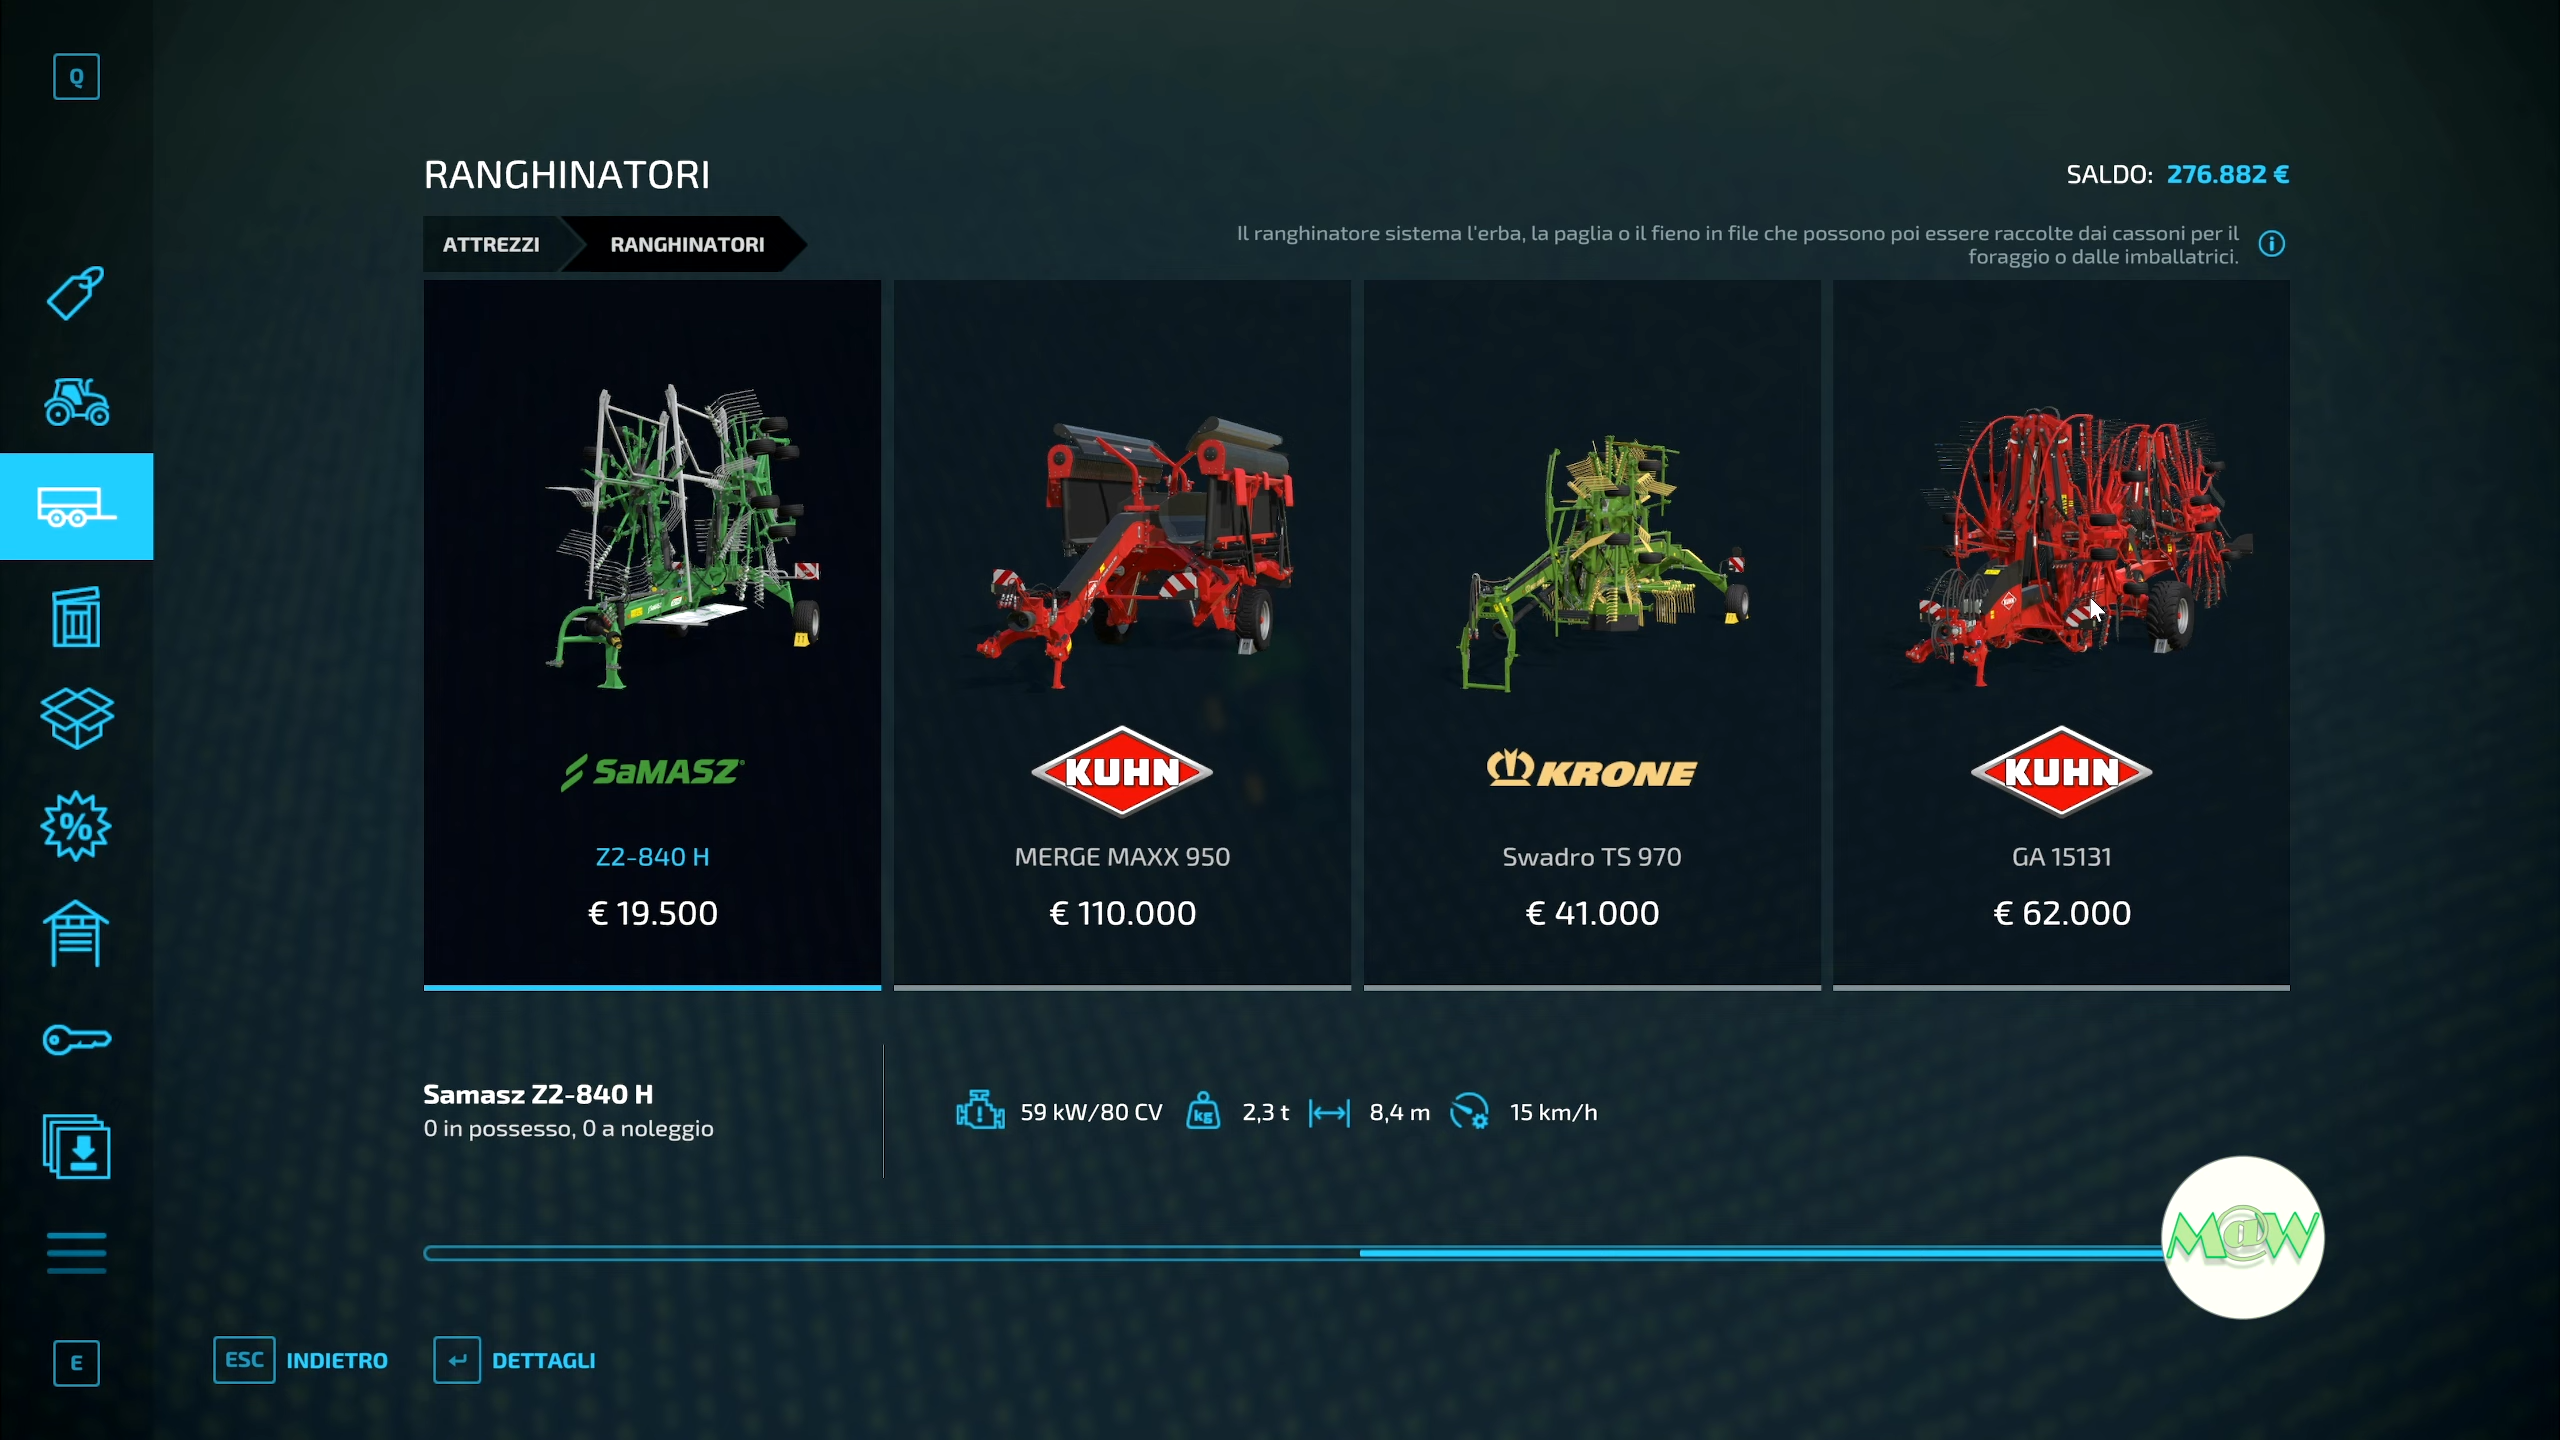 Q
RANGHINATORI
SALDO: 276.882 €
ATTREZZI
RANGHINATORI
Il ranghinatore sistema l'erba, la paglia o il fieno in file che possono poi essere raccolte dai cassoni per il
foraggio o dalle imballatrici.
SaMASZ
KUHN
KRONE
KUHN
Z2-840 H
MERGE MAXX 950
Swadro TS 970
GA 15131
€ 19.500
€ 110.000
€ 41.000
€ 62.000
Samasz Z2-840 H
0 in possesso, 0 a noleggio
59 kW/80 CV
kg
2,3 t
8,4 m
15 km/h
M@W
E
ESC INDIETRO
DETTAGLI